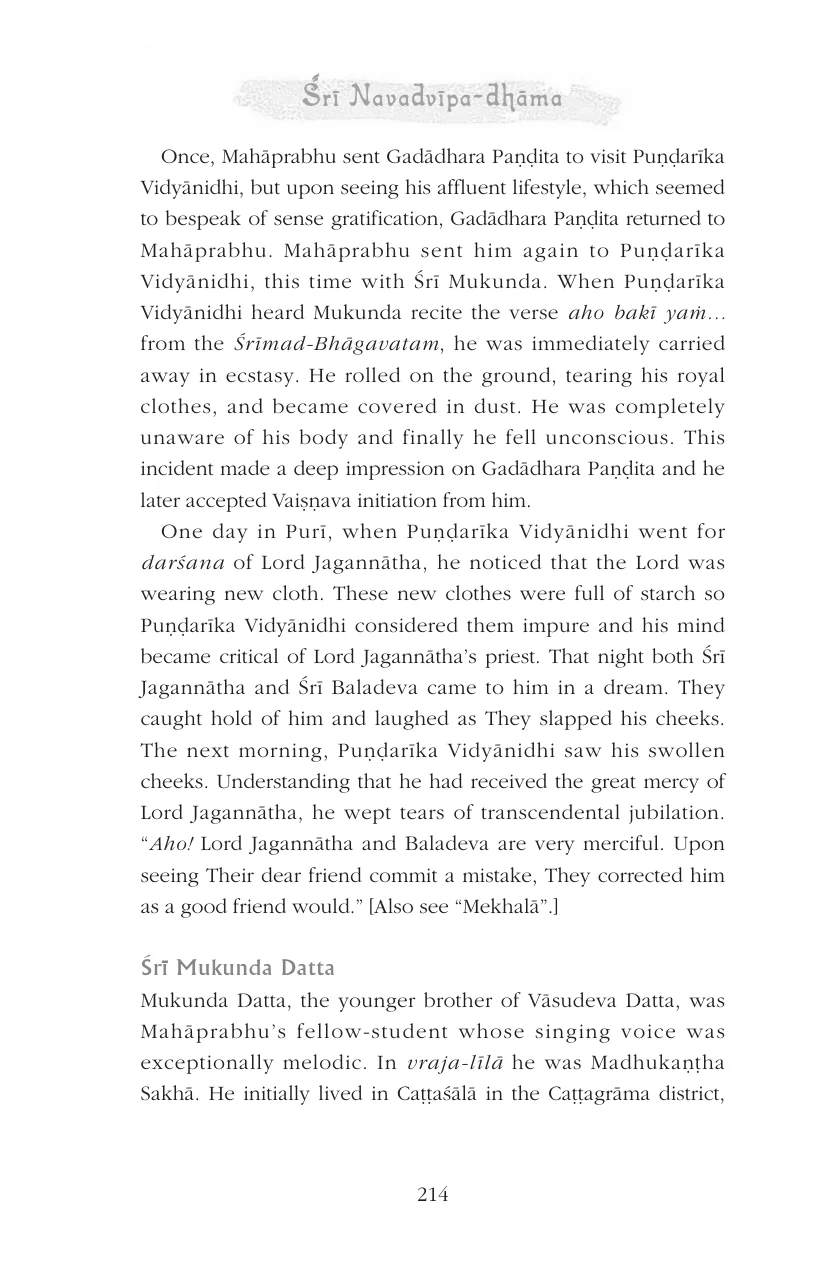 Śrī Navadvīpa-dhāma
Once, Mahāprabhu sent Gadādhara Paṇḍita to visit Puṇḍarīka
Vidyānidhi, but upon seeing his affluent lifestyle, which seemed
to bespeak of sense gratification, Gadādhara Paṇḍita returned to
Mahāprabhu. Mahāprabhu sent him again to Puṇḍarīka
Vidyānidhi, this time with Śrī Mukunda. When Puṇḍarīka
Vidyānidhi heard Mukunda recite the verse aho bakī yaṁ…
from the Śrīmad-Bhāgavatam, he was immediately carried
away in ecstasy. He rolled on the ground, tearing his royal
clothes, and became covered in dust. He was completely
unaware of his body and finally he fell unconscious. This
incident made a deep impression on Gadādhara Paṇḍita and he
later accepted Vaiṣṇava initiation from him.
One day in Purī, when Puṇḍarīka Vidyānidhi went for
darśana of Lord Jagannātha, he noticed that the Lord was
wearing new cloth. These new clothes were full of starch so
Puṇḍarīka Vidyānidhi considered them impure and his mind
became critical of Lord Jagannātha’s priest. That night both Śrī
Jagannātha and Śrī Baladeva came to him in a dream. They
caught hold of him and laughed as They slapped his cheeks.
The next morning, Puṇḍarīka Vidyānidhi saw his swollen
cheeks. Understanding that he had received the great mercy of
Lord Jagannātha, he wept tears of transcendental jubilation.
“Aho! Lord Jagannātha and Baladeva are very merciful. Upon
seeing Their dear friend commit a mistake, They corrected him
as a good friend would.” [Also see “Mekhalā”.]
Śrī Mukunda Datta
Mukunda Datta, the younger brother of Vāsudeva Datta, was
Mahāprabhu’s fellow-student whose singing voice was
exceptionally melodic. In vraja-līlā he was Madhukaṇṭha
Sakhā. He initially lived in Caṭṭaśālā in the Caṭṭagrāma district,
214